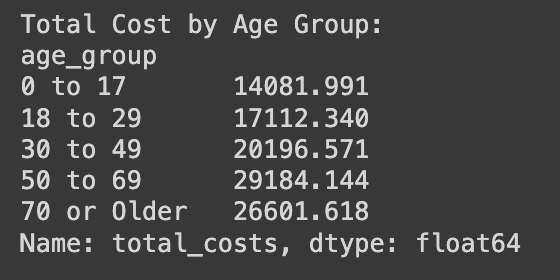 Total Cost by Age Group:
age_group
0 to 17       14081.991
18 to 29      17112.340
30 to 49      20196.571
50 to 69      29184.144
70 or Older   26601.618
Name: total_costs, dtype: float64